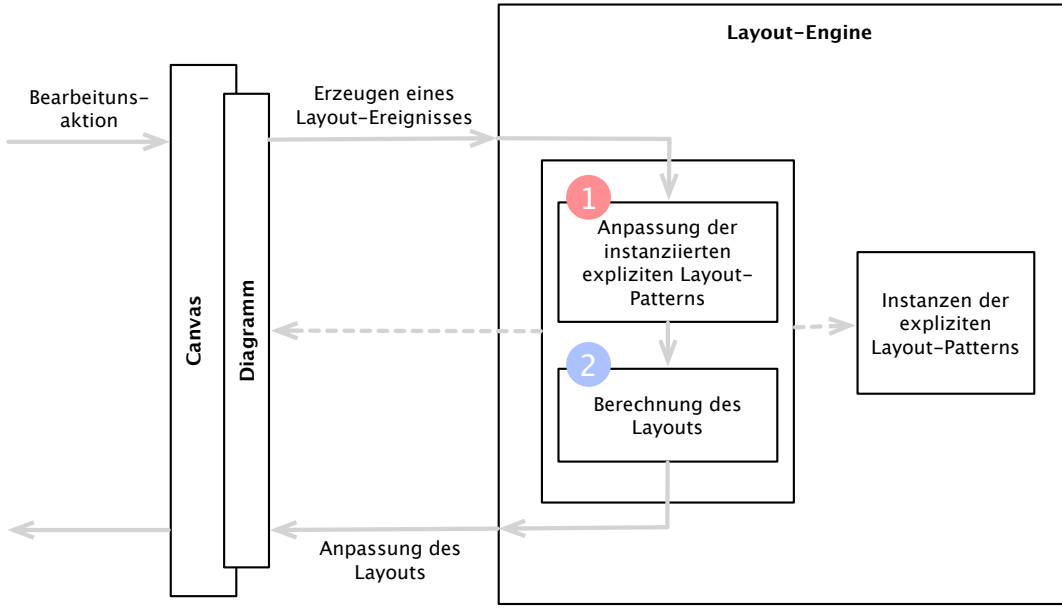 Layout-Engine
Bearbeituns-
aktion
Erzeugen eines
Layout-Ereignisses
Canvas
Diagramm
1
Anpassung der
instanziierten
expliziten Layout-
Patterns
2
Berechnung des
Layouts
Instanzen der
expliziten
Layout-Patterns
Anpassung des
Layouts